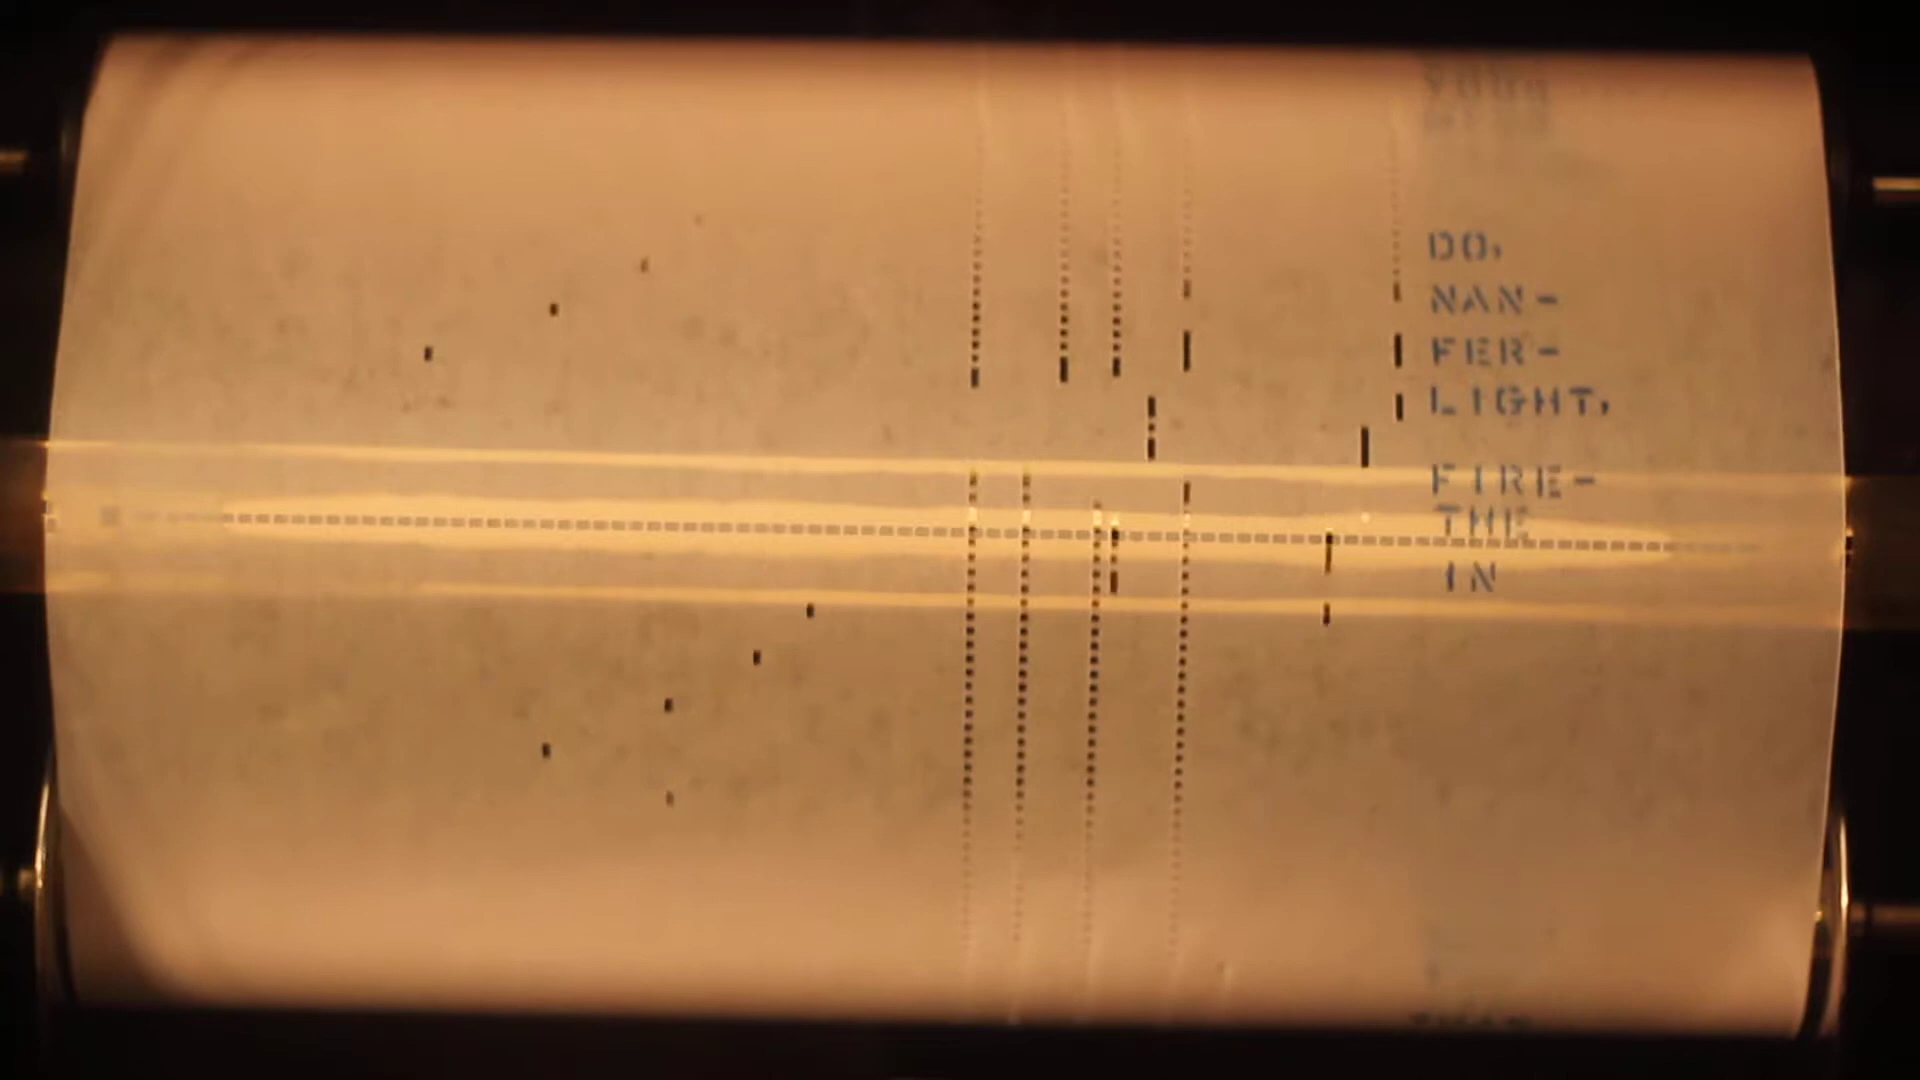 DO,
NAN-
FER-
LIGHT,
FIRE-
THE
IN